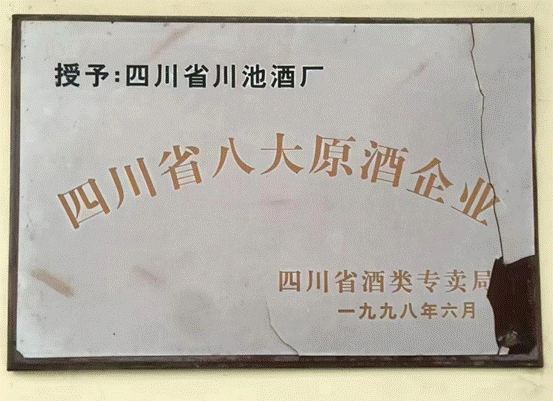 授予:四川省川池酒厂
四川省八大原酒企业
四川省酒类专卖局
一九九八年六月